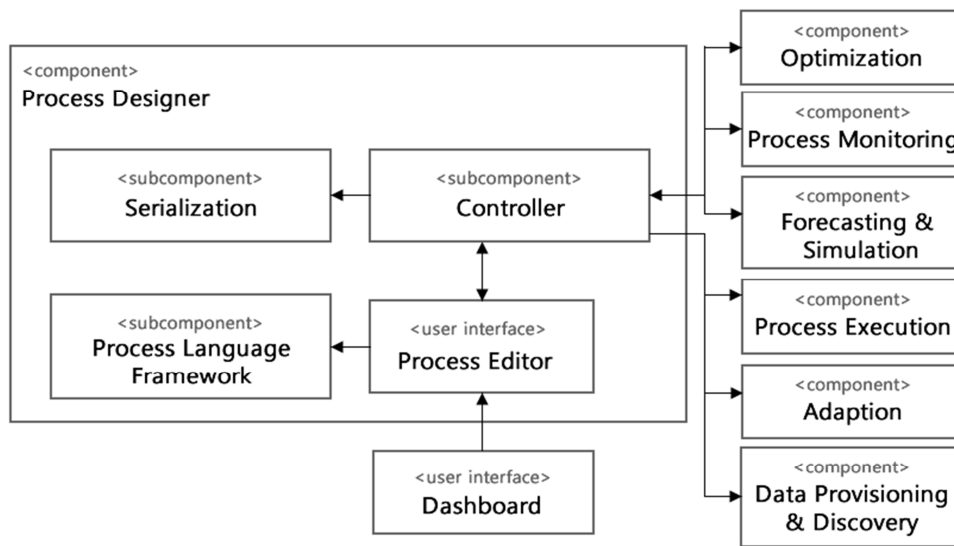 <component>
Process Designer
<subcomponent>
Serialization
<subcomponent>
Controller
<subcomponent>
Process Language
Framework
<user interface>
Process Editor
<user interface>
Dashboard
<component>
Optimization
<component>
Process Monitoring
<component>
Forecasting &
Simulation
<component>
Process Execution
<component>
Adaption
<component>
Data Provisioning
& Discovery